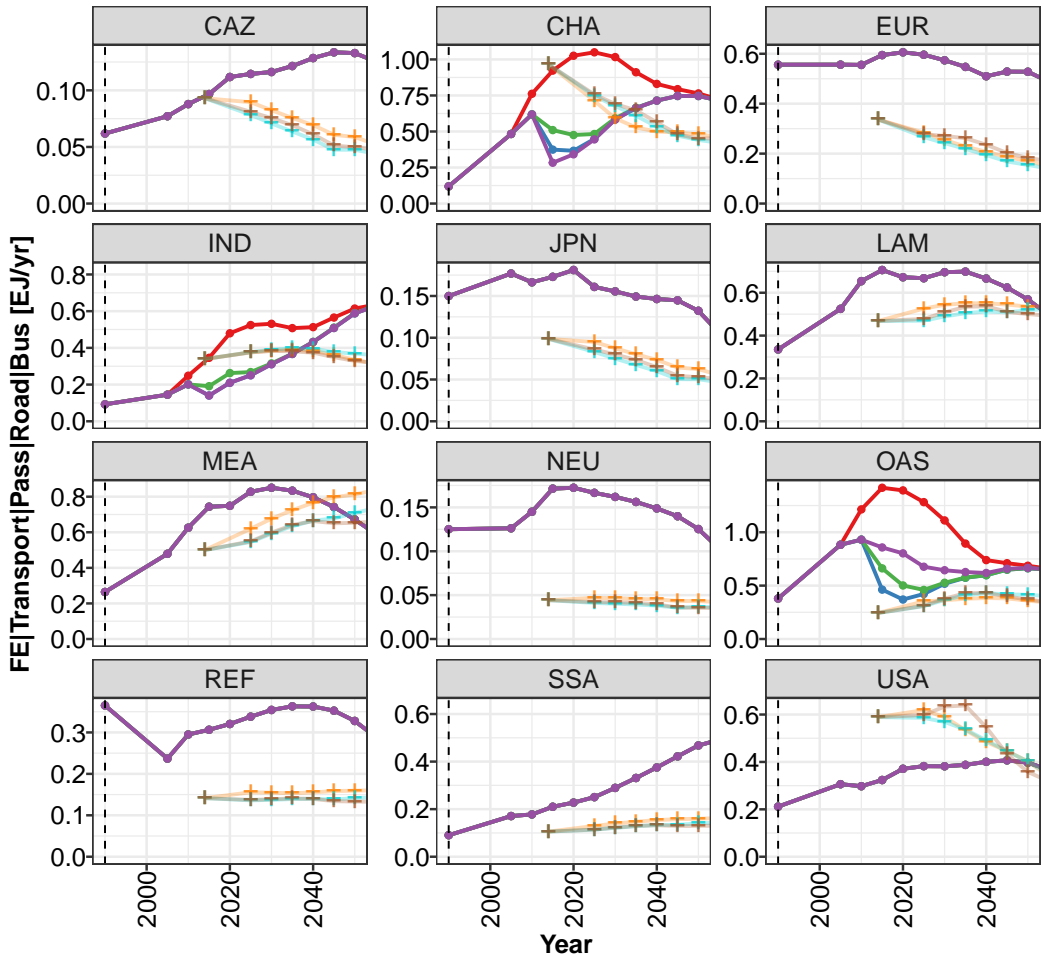 CAZ CHA EUR
0.10 1.00 0.6
0.75 0.4
0.05 0.50 0.2
0.25
0.00 0.00 0.0
IND JPN LAM
0.8 0.6
0.6 0.15 0.4
0.4 0.10
0.2 0.05 0.2
0.0 0.00 0.0
MEA NEU OAS
0.8 0.15 1.0
0.6 0.10
0.4 0.5
0.2 0.05
0.0 0.00 0.0
REF SSA USA
0.3 0.6 0.6
0.2 0.4 0.4
0.1 0.2 0.2
0.0 0.0 0.0
2000 2020 2040 2000 2020 2040 2000 2020 2040
Year
FE|Transport|Pass|Road|Bus [EJ/yr]